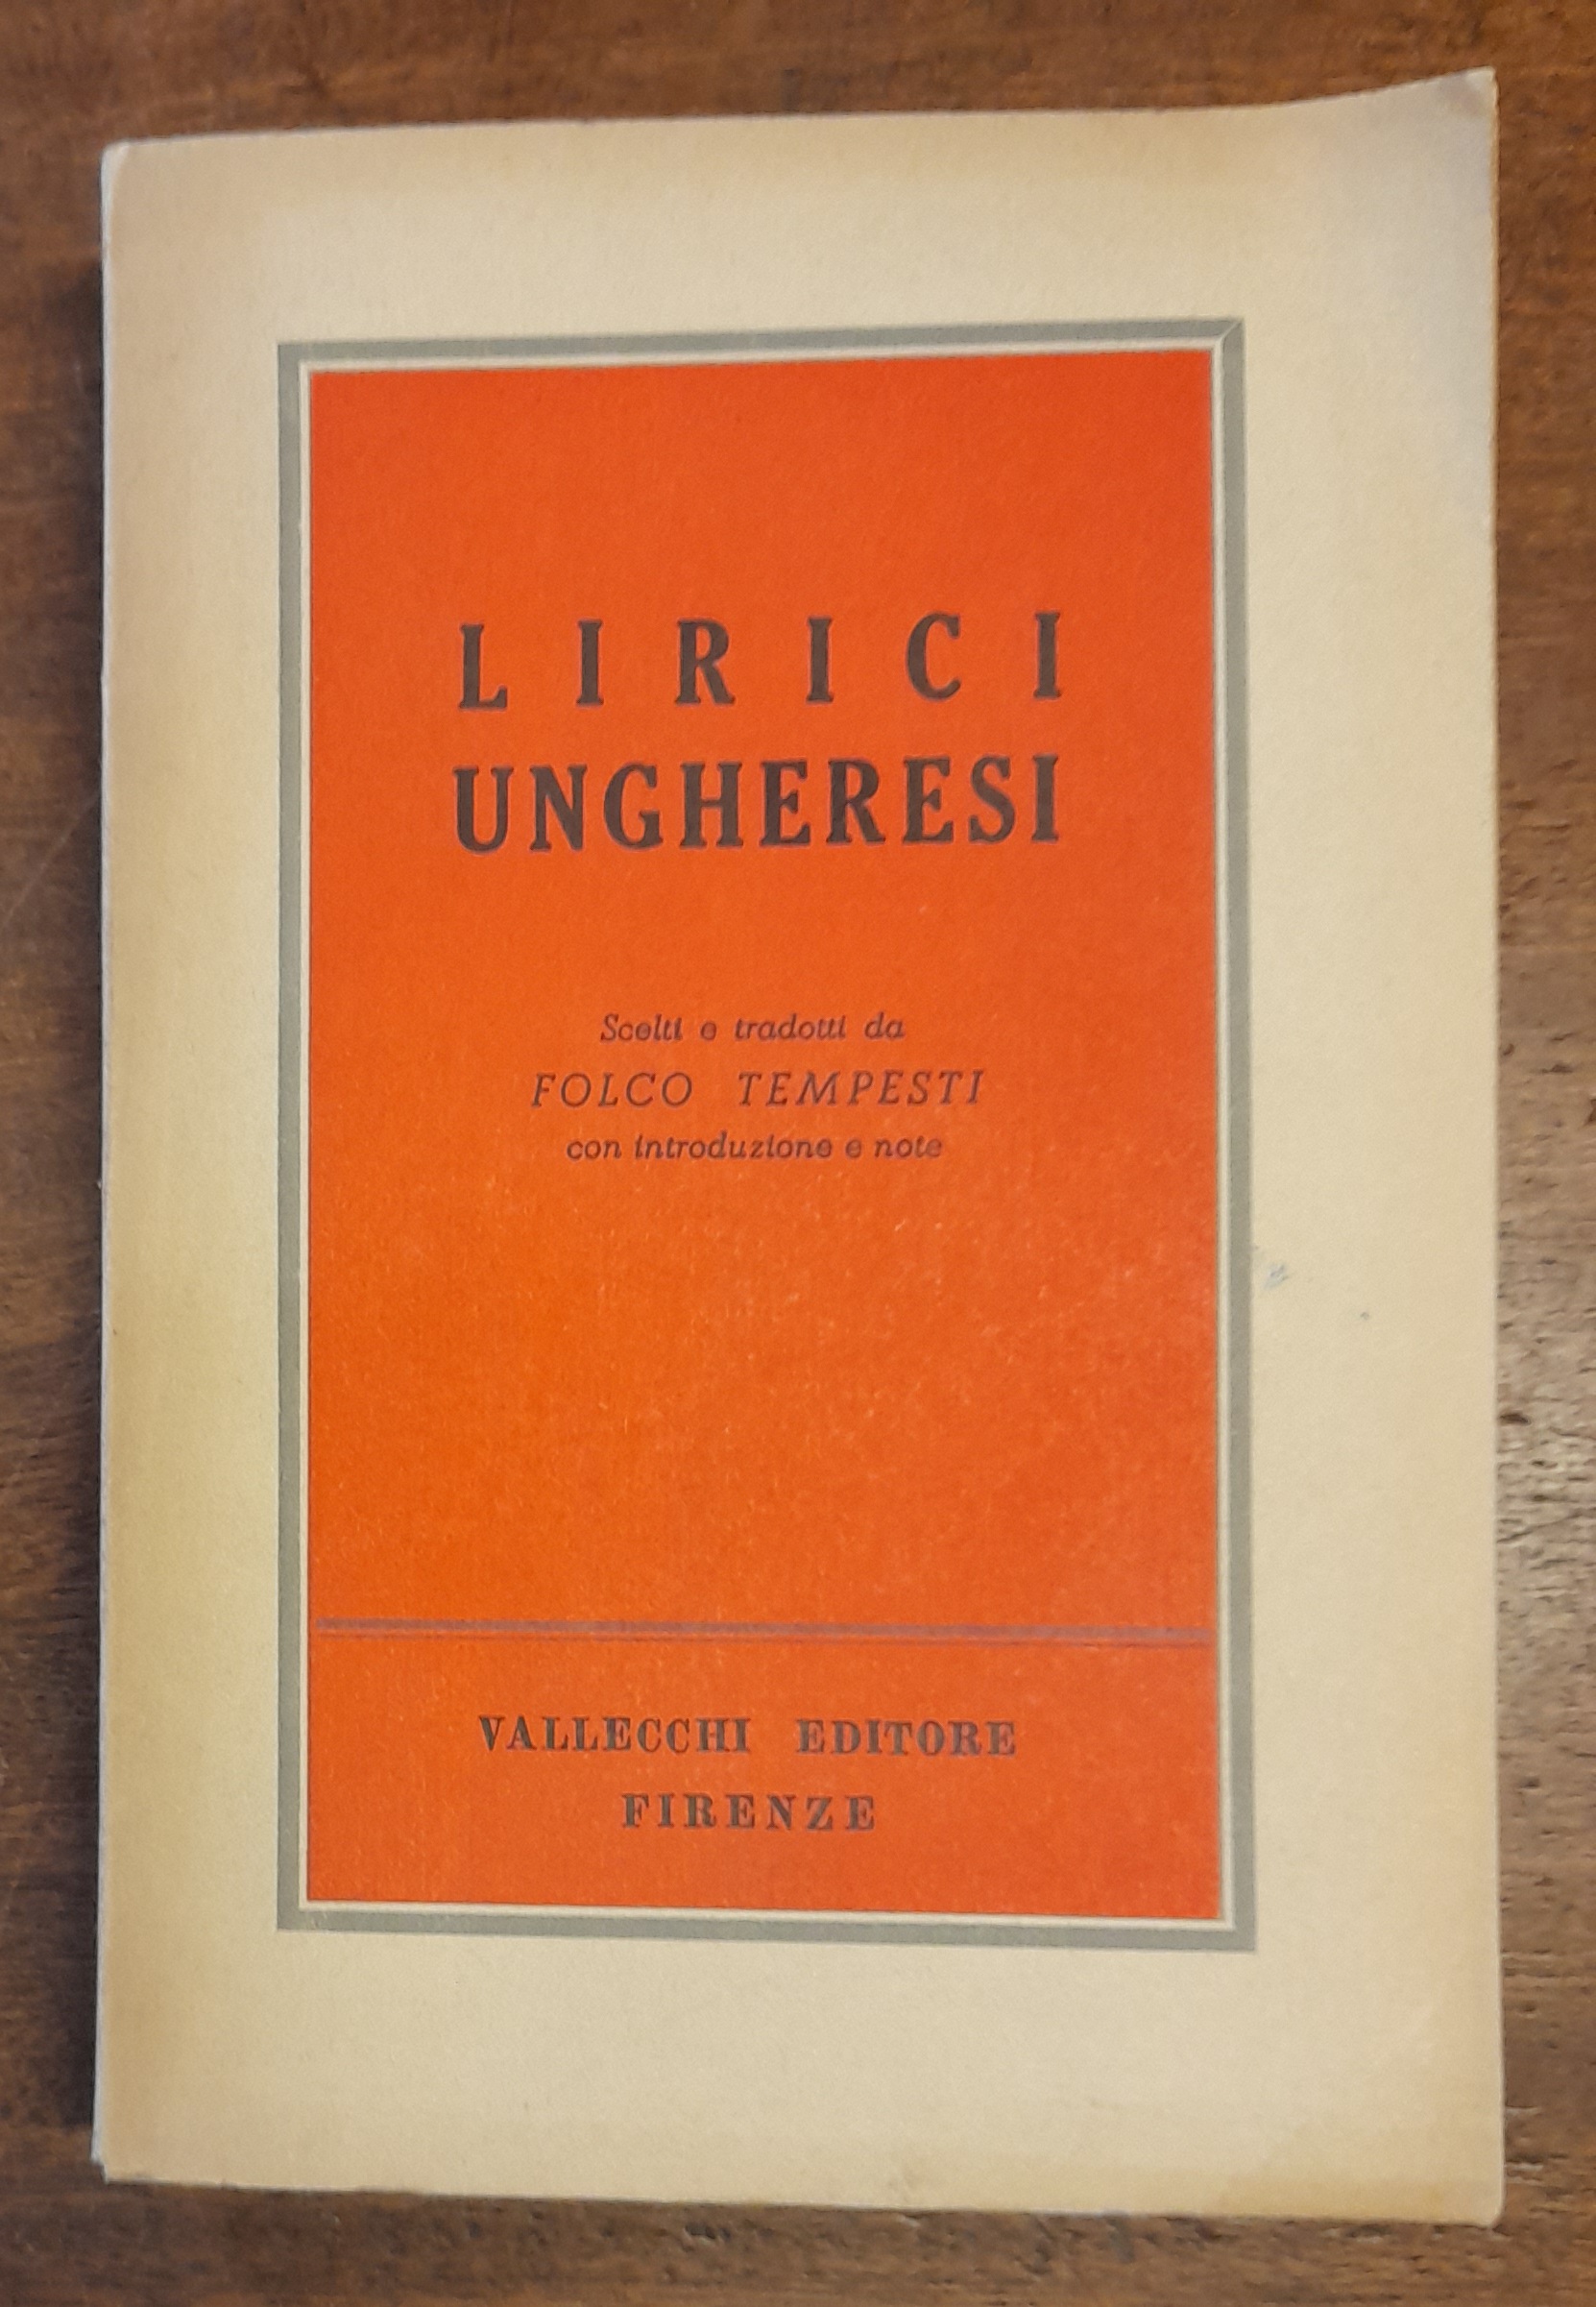 LIRICI
UNGHERESI
Scelti e tradotti da
FOLCO TEMPESTI
con introduzione e note
VALLECCHI EDITORE
FIRENZE